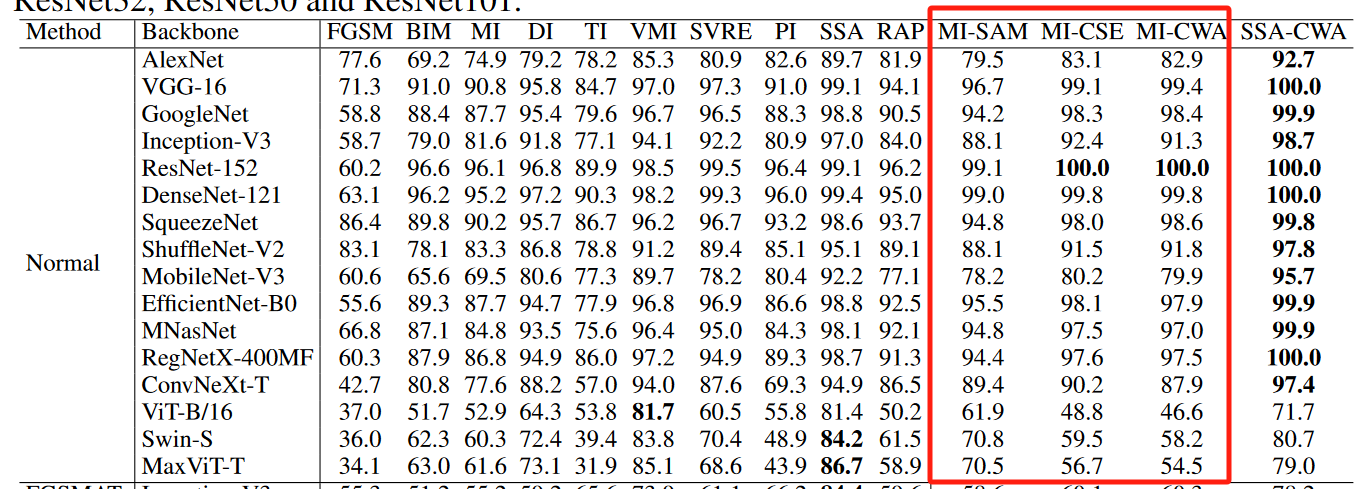 ResNet32, ResNet50 and ResNet101.
Method Backbone FGSM BIM MI DI TI VMI SVRE PI SSA RAP MI-SAM MI-CSE MI-CWA SSA-CWA
AlexNet 77.6 69.2 74.9 79.2 78.2 85.3 80.9 82.6 89.7 81.9 79.5 83.1 82.9 92.7
VGG-16 71.3 91.0 90.8 95.8 84.7 97.0 97.3 91.0 99.1 94.1 96.7 99.1 99.4 100.0
GoogleNet 58.8 88.4 87.7 95.4 79.6 96.7 96.5 88.3 98.8 90.5 94.2 98.3 98.4 99.9
Inception-V3 58.7 79.0 81.6 91.8 77.1 94.1 92.2 80.9 97.0 84.0 88.1 92.4 91.3 98.7
ResNet-152 60.2 96.6 96.1 96.8 89.9 98.5 99.5 96.4 99.1 96.2 99.1 100.0 100.0 100.0
DenseNet-121 63.1 96.2 95.2 97.2 90.3 98.2 99.3 96.0 99.4 95.0 99.0 99.8 99.8 100.0
SqueezeNet 86.4 89.8 90.2 95.7 86.7 96.2 96.7 93.2 98.6 93.7 94.8 98.0 98.6 99.8
Normal ShuffleNet-V2 83.1 78.1 83.3 86.8 78.8 91.2 89.4 85.1 95.1 89.1 88.1 91.5 91.8 97.8
MobileNet-V3 60.6 65.6 69.5 80.6 77.3 89.7 78.2 80.4 92.2 77.1 78.2 80.2 79.9 95.7
EfficientNet-B0 55.6 89.3 87.7 94.7 77.9 96.8 96.9 86.6 98.8 92.5 95.5 98.1 97.9 99.9
MNasNet 66.8 87.1 84.8 93.5 75.6 96.4 95.0 84.3 98.1 92.1 94.8 97.5 97.0 99.9
RegNetX-400MF 60.3 87.9 86.8 94.9 86.0 97.2 94.9 89.3 98.7 91.3 94.4 97.6 97.5 100.0
ConvNeXt-T 42.7 80.8 77.6 88.2 57.0 94.0 87.6 69.3 94.9 86.5 89.4 90.2 87.9 97.4
ViT-B/16 37.0 51.7 52.9 64.3 53.8 81.7 60.5 55.8 81.4 50.2 61.9 48.8 46.6 71.7
Swin-S 36.0 62.3 60.3 72.4 39.4 83.8 70.4 48.9 84.2 61.5 70.8 59.5 58.2 80.7
MaxViT-T 34.1 63.0 61.6 73.1 31.9 85.1 68.6 43.9 86.7 58.9 70.5 56.7 54.5 79.0